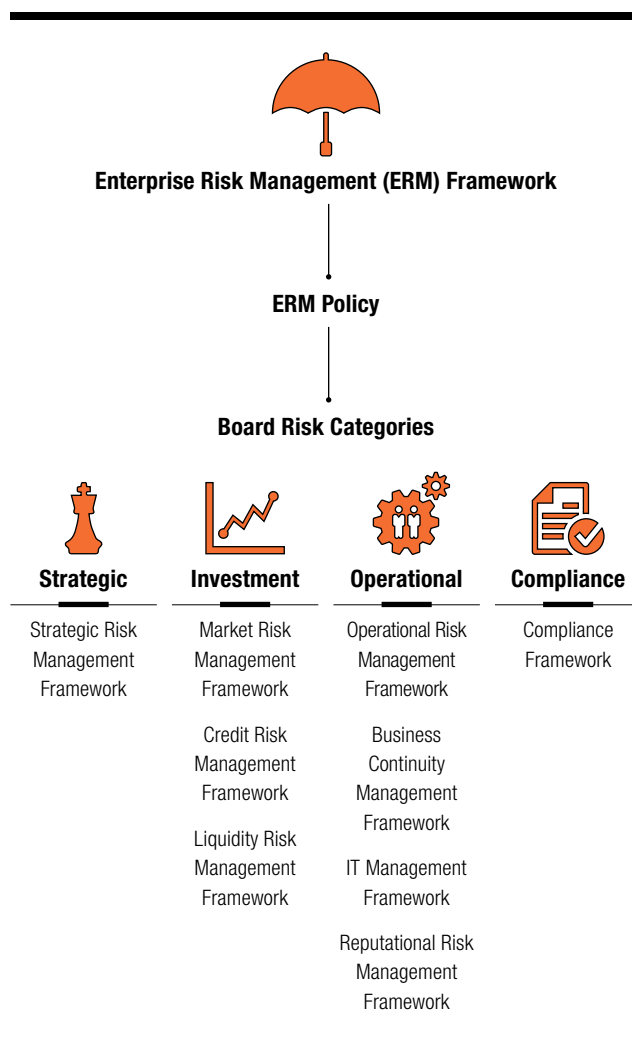 Enterprise Risk Management (ERM) Framework
ERM Policy
Board Risk Categories
Strategic
Strategic Risk
Management
Framework
Investment
Market Risk
Management
Framework
Credit Risk
Management
Framework
Liquidity Risk
Management
Framework
Operational
Operational Risk
Management
Framework
Business
Continuity
Management
Framework
IT Management
Framework
Reputational Risk
Management
Framework
Compliance
Compliance
Framework